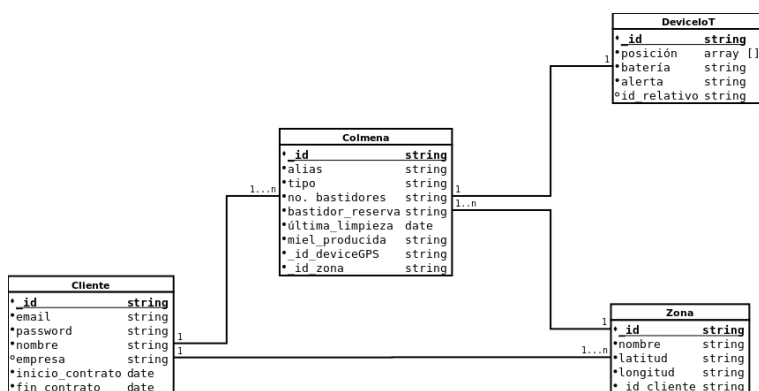 DeviceIoT
_id string
posición array []
batería string
alerta string
id_relativo string
1
Colmena
_id string
alias string
tipo string
no. bastidores string
bastidor_reserva string
última_limpieza date
miel_producida string
_id_deviceGPS string
_id_zona string
1...n
1
1..n
Cliente
_id string
email string
password string
nombre string
empresa string
inicio_contrato date
fin_contrato date
1
1
Zona
_id string
nombre string
latitud string
longitud string
_id_cliente string
1
1...n